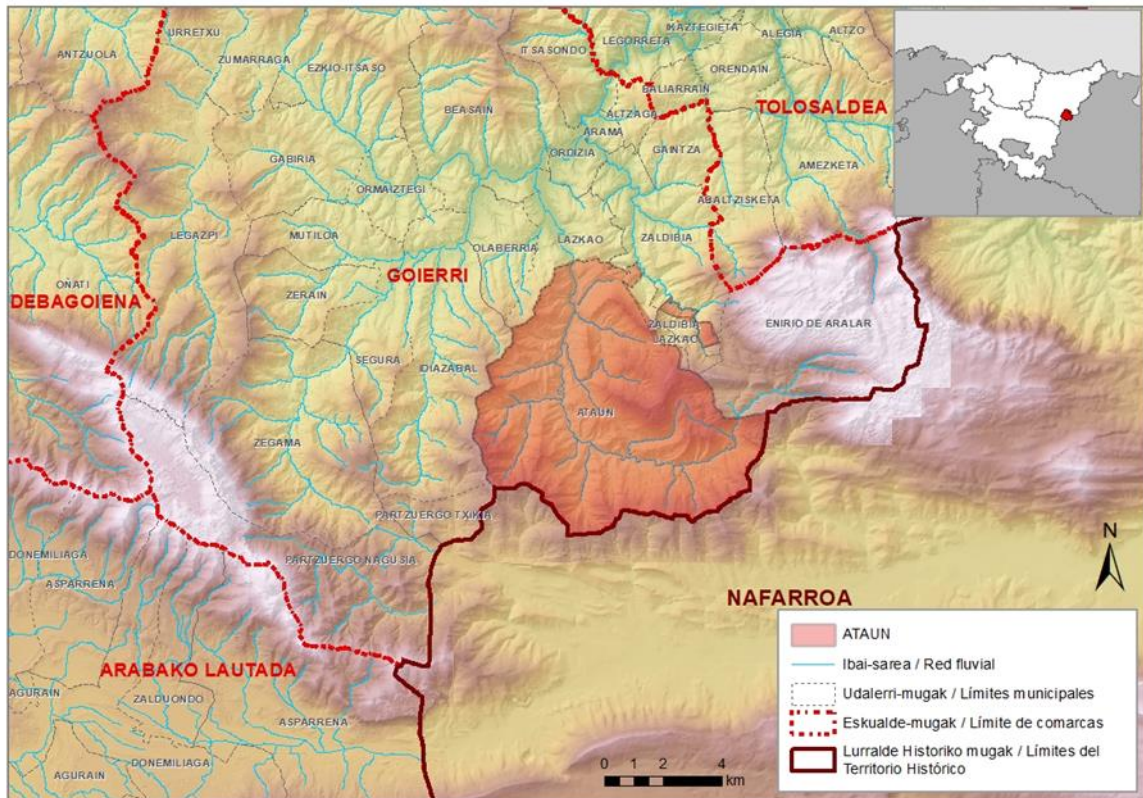 URRETXU
ANTZUOLA
ZUMARRAGA
EZKIO-ITSASO
ITSASONDO
LEGORRETA
IKAZTEGIETA
ALEGIA
ALTZO
ORENDAIN
BALIARRAIN
TOLOSALDEA
BEASAIN
ALTZAGA
ARAMA
ORDIZIA
GAINTZA
GABIRIA
AMEZKETA
ORMAIZTEGI
ABALTZISKETA
LEGAZPI
MUTILOA
OLABERRIA
LAZKAO
ZALDIBIA
GOIERRI
OÑATI
DEBAGOIENA
ZERAIN
ZALDIBIA
LAZKAO
ENIRIO DE ARALAR
SEGURA
IDIAZABAL
ATAUN
ZEGAMA
PARTZUERGO TXIKIA
DONEMILIAGA
PARTZUERGO NAGUSIA
ASPARRENA
N
NAFARROA
ARABAKO LAUTADA
AGURAIN
ZALDUONDO
ASPARRENA
DONEMILIAGA
AGURAIN
0 1 2 4
km
ATAUN
Ibai-sarea / Red fluvial
Udalerri-mugak / Límites municipales
Eskualde-mugak / Límite de comarcas
Lurralde Historiko mugak / Límites del
Territorio Histórico